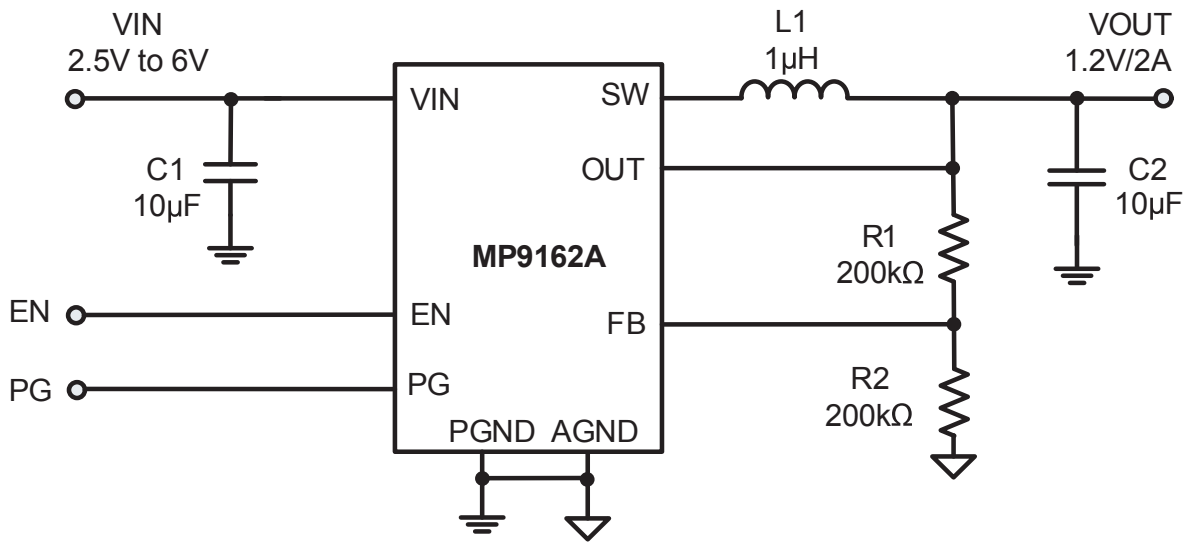 VIN
2.5V to 6V
L1
1µH
VOUT
1.2V/2A
VIN
SW
OUT
C1
10µF
C2
10µF
R1
200kΩ
MP9162A
EN
EN
FB
PG
PG
R2
200kΩ
PGND AGND